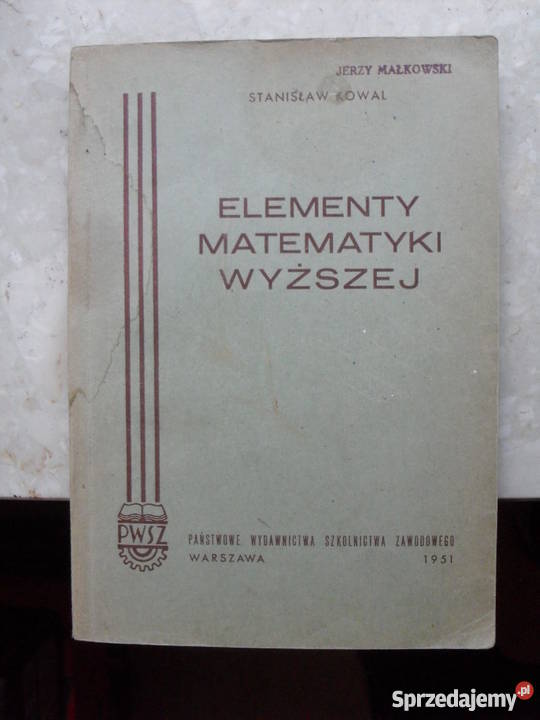 JERZY MAŁKOWSKI
STANISŁAW KOWAL
ELEMENTY
MATEMATYKI
WYŻSZEJ
PWSZ
PAŃSTWOWE WYDAWNICTWA SZKOLNICTWA ZAWODOWEGO
WARSZAWA 1951
Sprzedajemy.pl